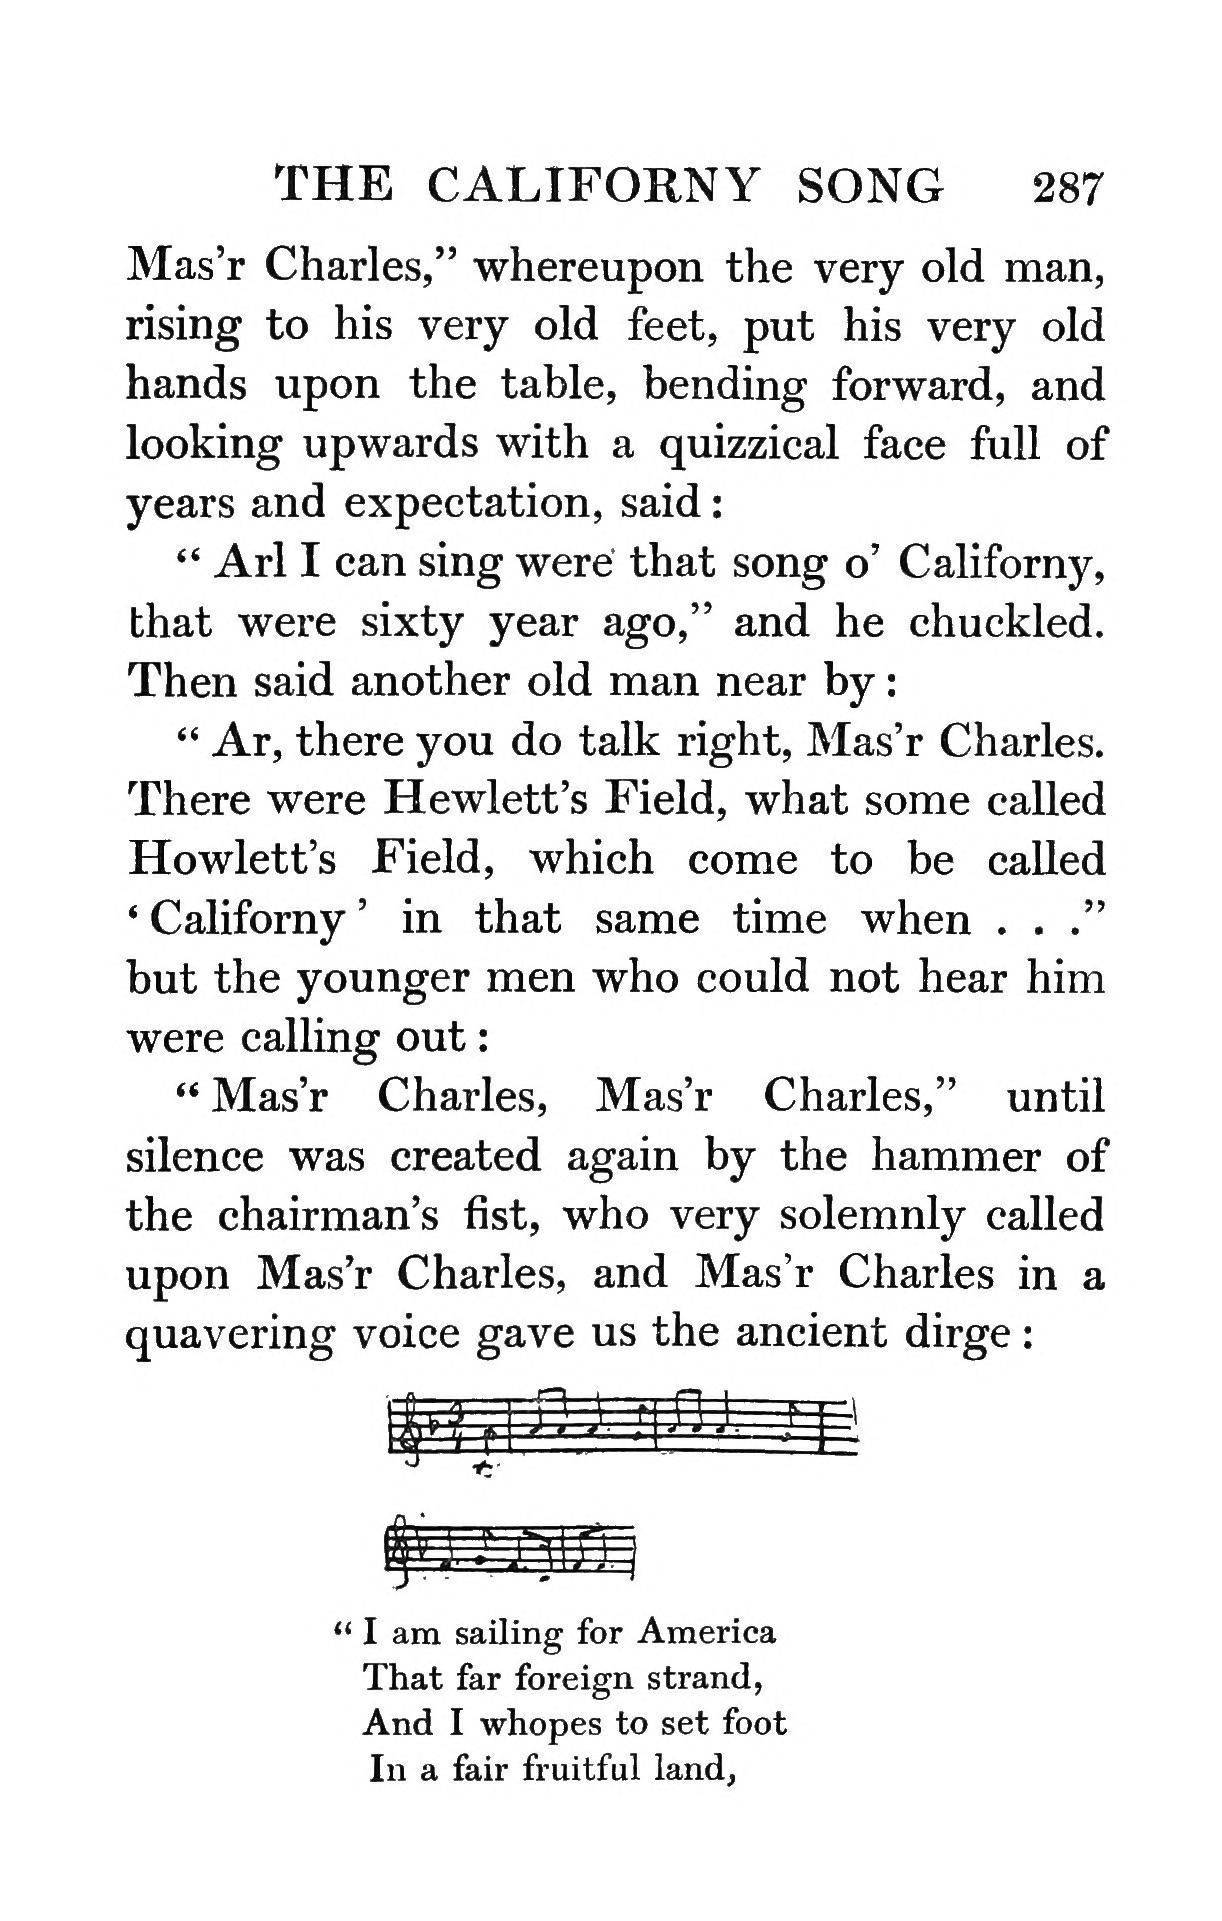 THE CALIFORNY SONG 287
Mas'r Charles,” whereupon the very old man,
rising to his very old feet, put his very old
hands upon the table, bending forward, and
looking upwards with a quizzical face full of
years and expectation, said :
“ Arl I can sing were that song o' Californy,
that were sixty year ago,” and he chuckled.
Then said another old man near by :
“ Ar, there you do talk right, Mas'r Charles.
There were Hewlett's Field, what some called
Howlett's Field, which come to be called
‘ Californy ’ in that same time when . . .”
but the younger men who could not hear him
were calling out :
“ Mas'r Charles, Mas'r Charles,” until
silence was created again by the hammer of
the chairman's fist, who very solemnly called
upon Mas'r Charles, and Mas'r Charles in a
quavering voice gave us the ancient dirge :
“ I am sailing for America
That far foreign strand,
And I whopes to set foot
In a fair fruitful land,